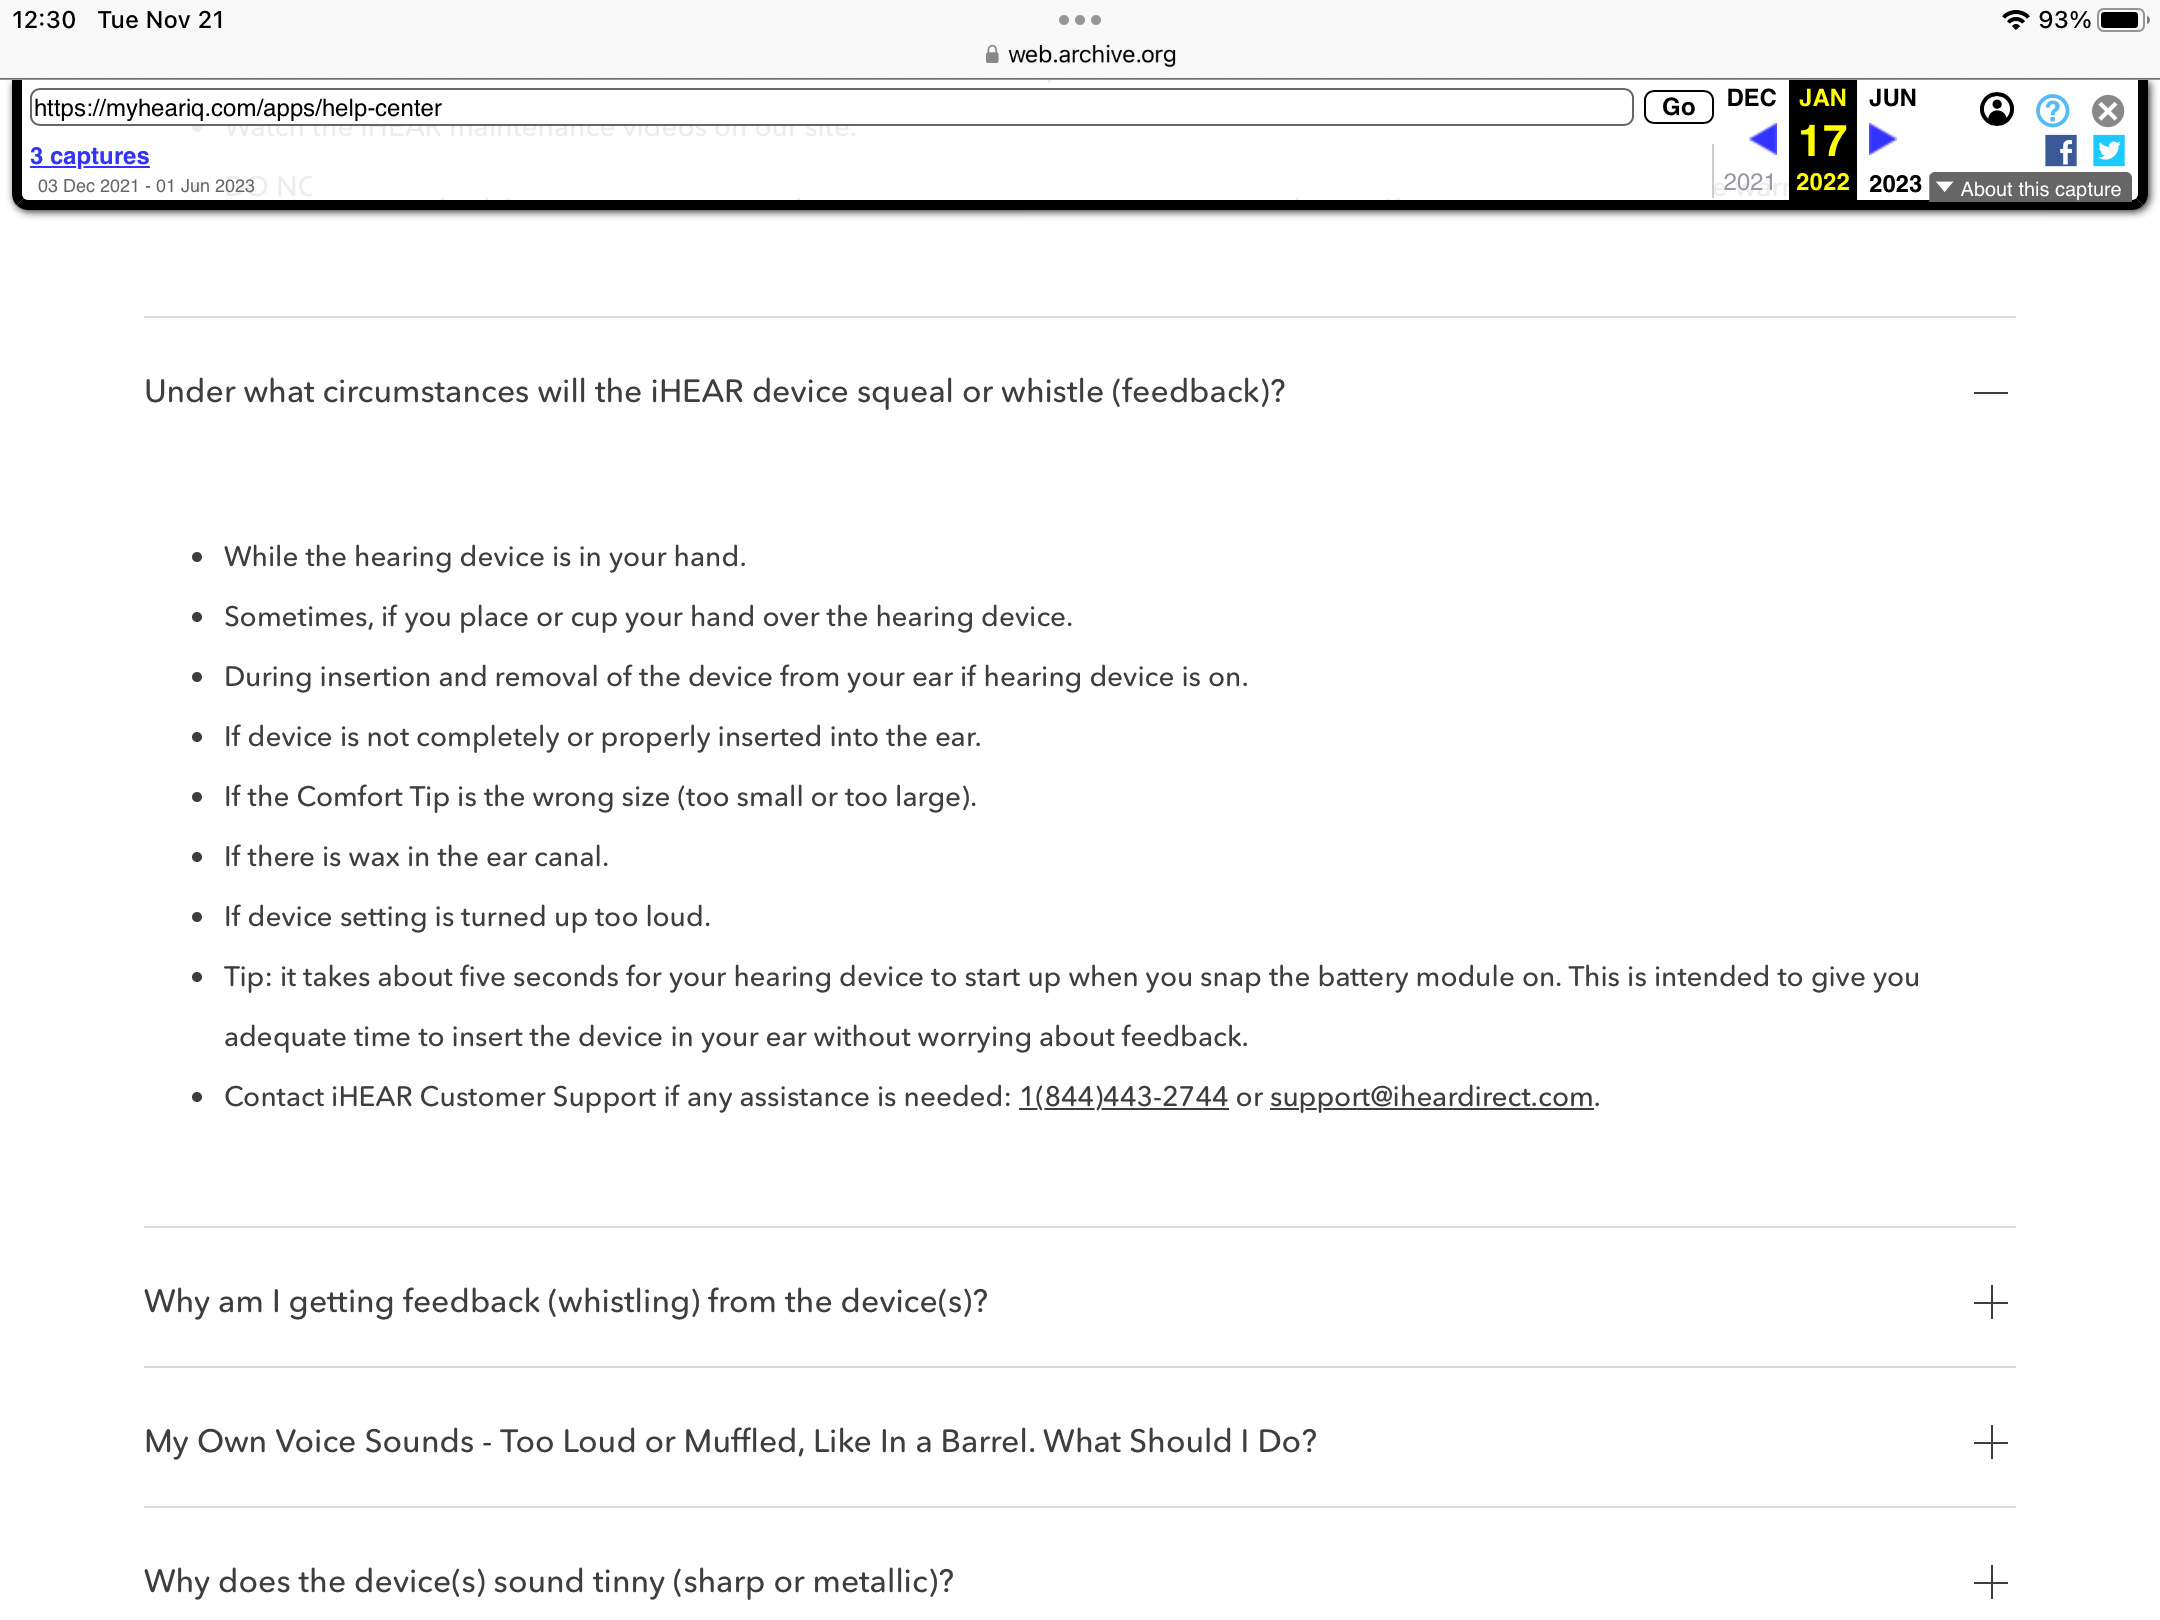 12:30 Tue Nov 21
93%
web.archive.org
https://myheariq.com/apps/help-center
Go
DEC JAN JUN
Watch the iHEAR maintenance videos on our site.
3 captures
17
03 Dec 2021 - 01 Jun 2023
2021 2022 2023
About this capture
Under what circumstances will the iHEAR device squeal or whistle (feedback)?
• While the hearing device is in your hand.
• Sometimes, if you place or cup your hand over the hearing device.
• During insertion and removal of the device from your ear if hearing device is on.
• If device is not completely or properly inserted into the ear.
• If the Comfort Tip is the wrong size (too small or too large).
• If there is wax in the ear canal.
• If device setting is turned up too loud.
• Tip: it takes about five seconds for your hearing device to start up when you snap the battery module on. This is intended to give you
adequate time to insert the device in your ear without worrying about feedback.
• Contact iHEAR Customer Support if any assistance is needed: 1(844)443-2744 or support@iheardirect.com.
Why am I getting feedback (whistling) from the device(s)?
My Own Voice Sounds - Too Loud or Muffled, Like In a Barrel. What Should I Do?
Why does the device(s) sound tinny (sharp or metallic)?